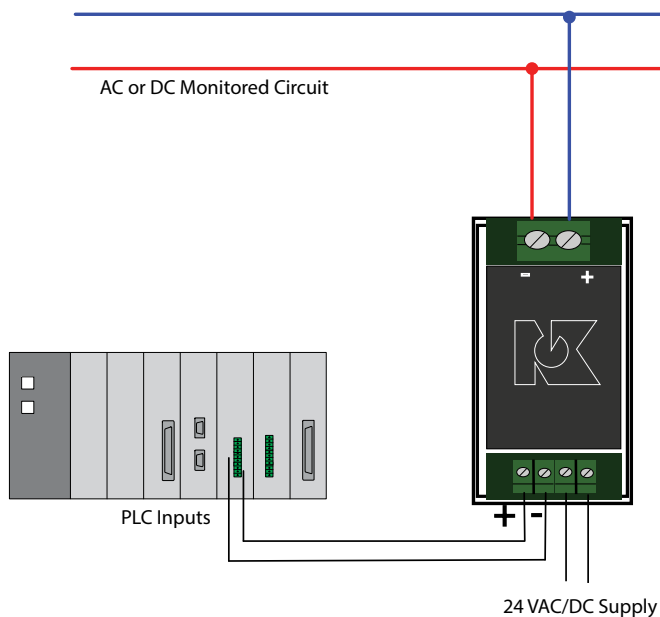 AC or DC Monitored Circuit
- +
PLC Inputs
+ -
24 VAC/DC Supply